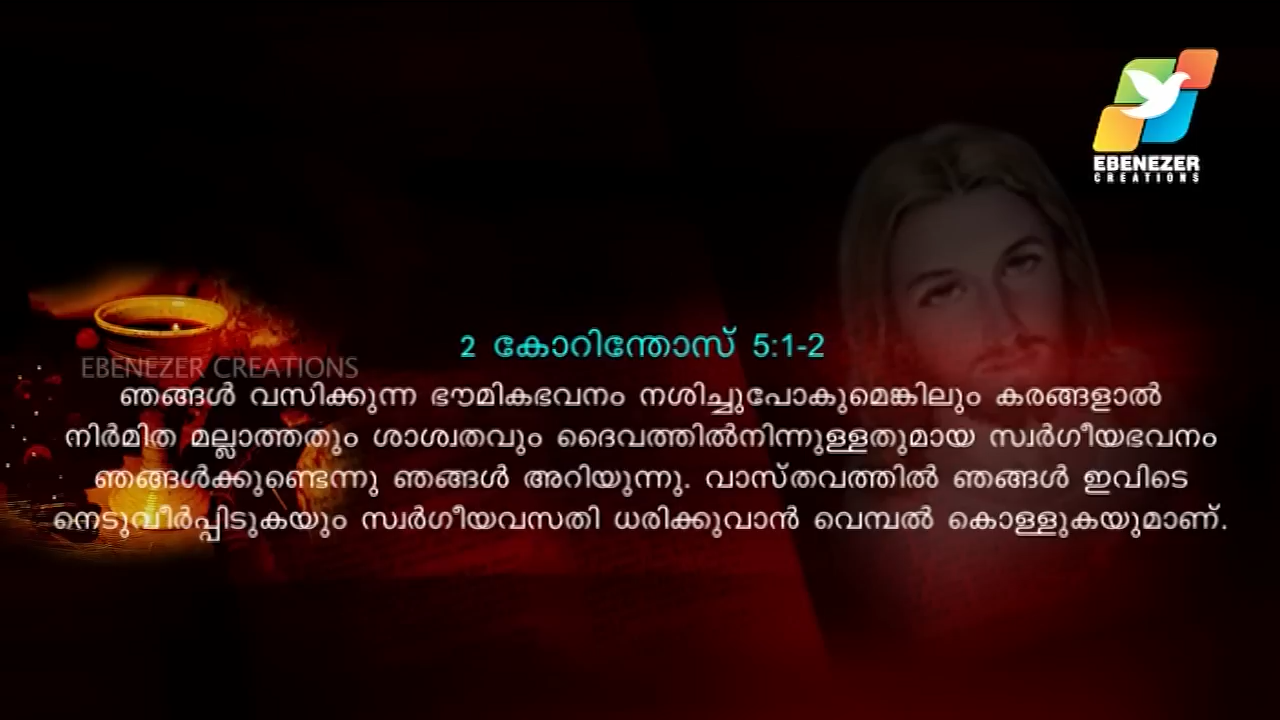 EBENEZER
CREATIONS
2 കോറിന്തോസ് 5:1-2
EBENEZER CREATIONS
ഞങ്ങൾ വസിക്കുന്ന ഭൗമികഭവനം നശിച്ചുപോകുമെങ്കിലും കരങ്ങളാൽ
നിർമിത മല്ലാത്തതും ശാശ്വതവും ദൈവത്തിൽനിന്നുള്ളതുമായ സ്വർഗീയഭവനം
ഞങ്ങൾക്കുണ്ടെന്നു ഞങ്ങൾ അറിയുന്നു. വാസ്തവത്തിൽ ഞങ്ങൾ ഇവിടെ
നെടുവീർപ്പിടുകയും സ്വർഗീയവസതി ധരിക്കുവാൻ വെമ്പൽ കൊള്ളുകയുമാണ്.